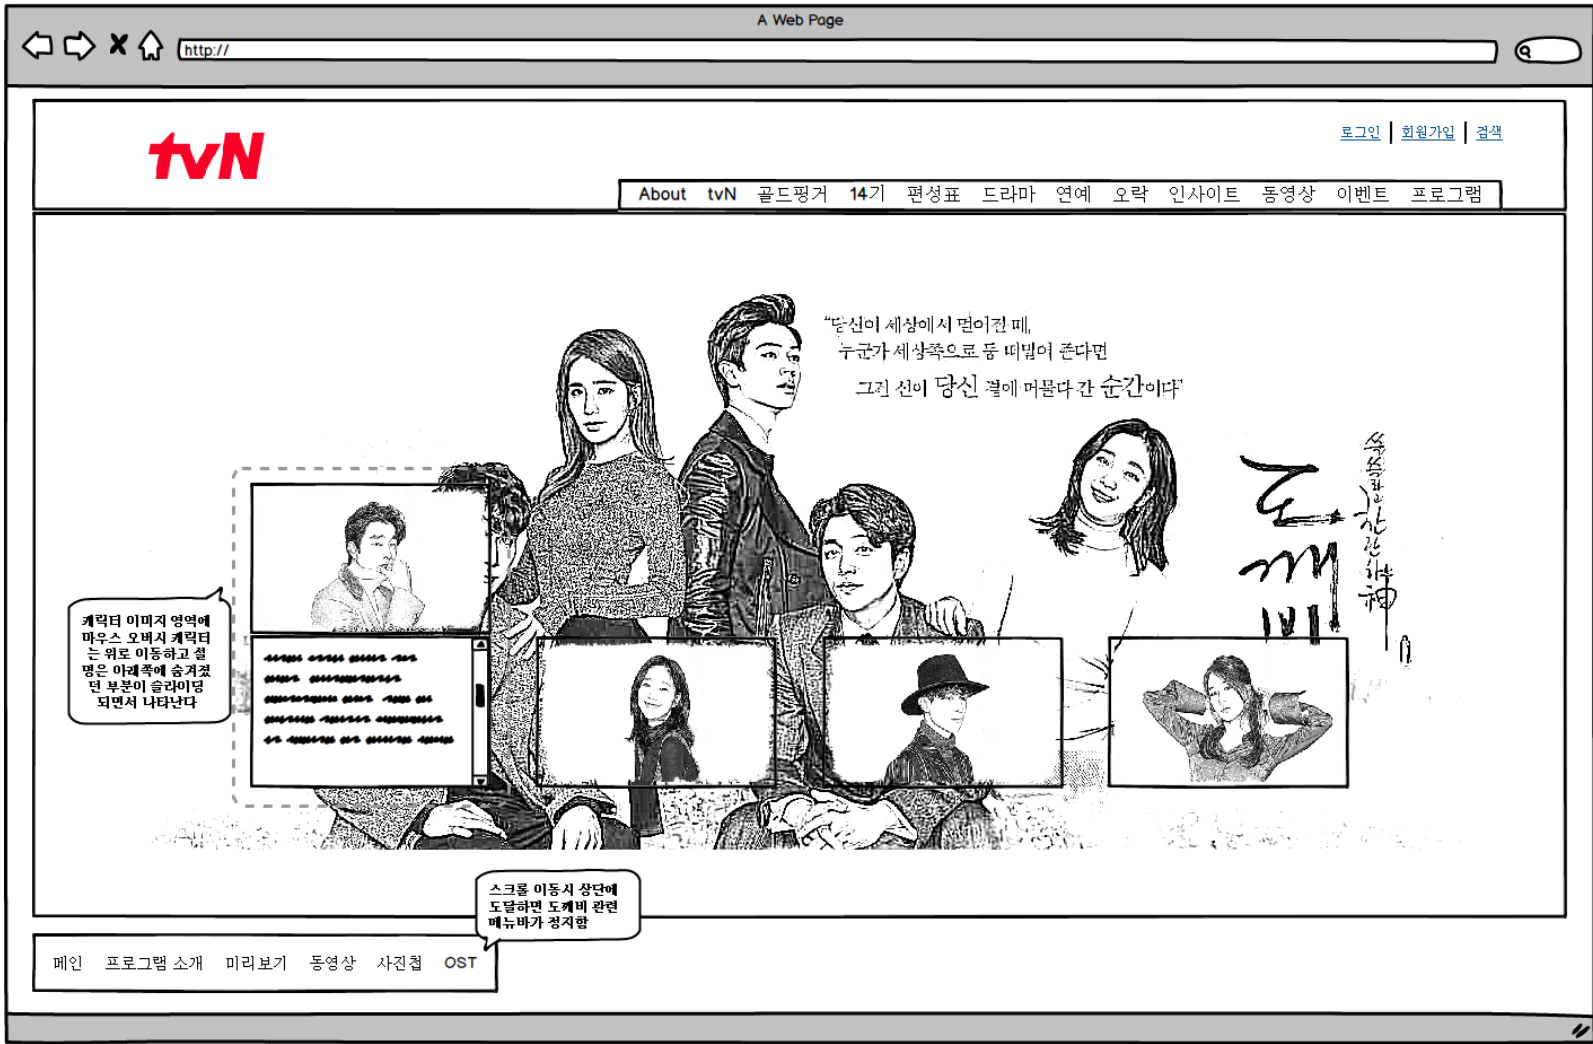 A Web Page
http://
tvN
로그인 | 회원가입 | 검색
About tvN 골드핑거 14기 편성표 드라마 연예 오락 인사이트 동영상 이벤트 프로그램
“당신이 세상에서 멀어질 때,
누군가 세상쪽으로 등 떠밀어 준다면
그건 신이 당신 곁에 머물다 간 순간이다”
쓸쓸하고 찬란하神
도깨비
캐릭터 이미지 영역에
마우스 오버시 캐릭터
는 위로 이동하고 설
명은 아래쪽에 숨겨졌
던 부분이 슬라이딩
되면서 나타난다
스크롤 이동시 상단에
도달하면 도깨비 관련
메뉴바가 정지함
메인 프로그램 소개 미리보기 동영상 사진첩 OST